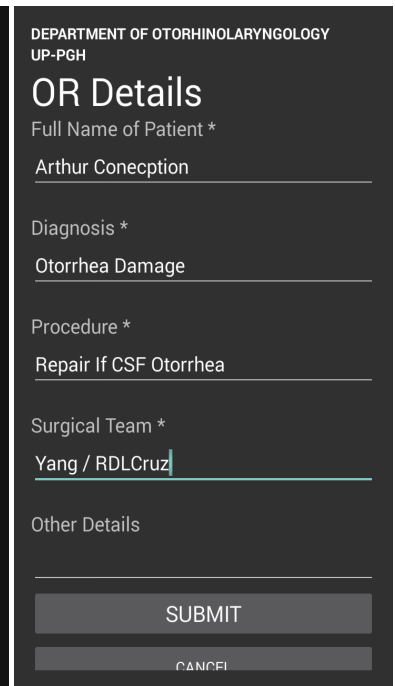 DEPARTMENT OF OTORHINOLARYNGOLOGY
UP-PGH
OR Details
Full Name of Patient *
Arthur Conecption
Diagnosis *
Otorrhea Damage
Procedure *
Repair If CSF Otorrhea
Surgical Team *
Yang / RDLCruz
Other Details
SUBMIT
CANCEL